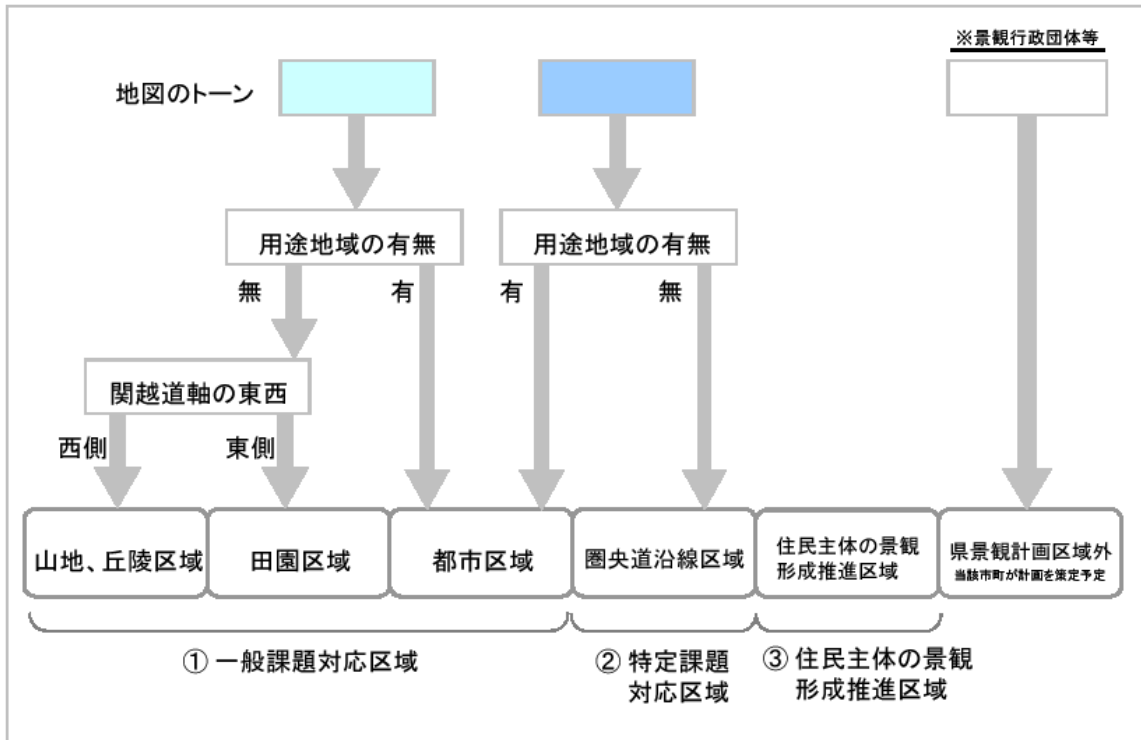 ※景観行政団体等
地図のトーン
用途地域の有無
用途地域の有無
無
有
有
無
関越道軸の東西
西側
東側
山地、丘陵区域
田園区域
都市区域
圏央道沿線区域
住民主体の景観
形成推進区域
県景観計画区域外
当該市町が計画を策定予定
① 一般課題対応区域
② 特定課題
対応区域
③ 住民主体の景観
形成推進区域